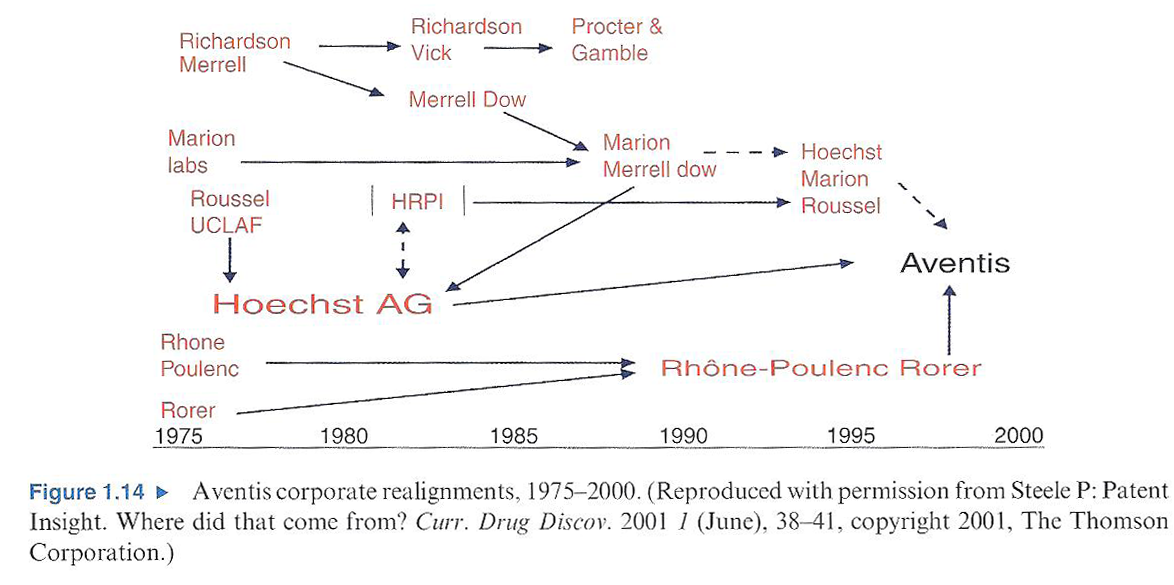 Richardson
Merrell
Richardson
Vick
Procter &
Gamble
Merrell Dow
Marion
labs
Marion
Merrell dow
Hoechst
Marion
Roussel
Roussel
UCLAF
HRPI
Aventis
Hoechst AG
Rhone
Poulenc
Rhône-Poulenc Rorer
Rorer
1975 1980 1985 1990 1995 2000
Figure 1.14 ► Aventis corporate realignments, 1975–2000. (Reproduced with permission from Steele P: Patent
Insight. Where did that come from? Curr. Drug Discov. 2001 1 (June), 38–41, copyright 2001, The Thomson
Corporation.)